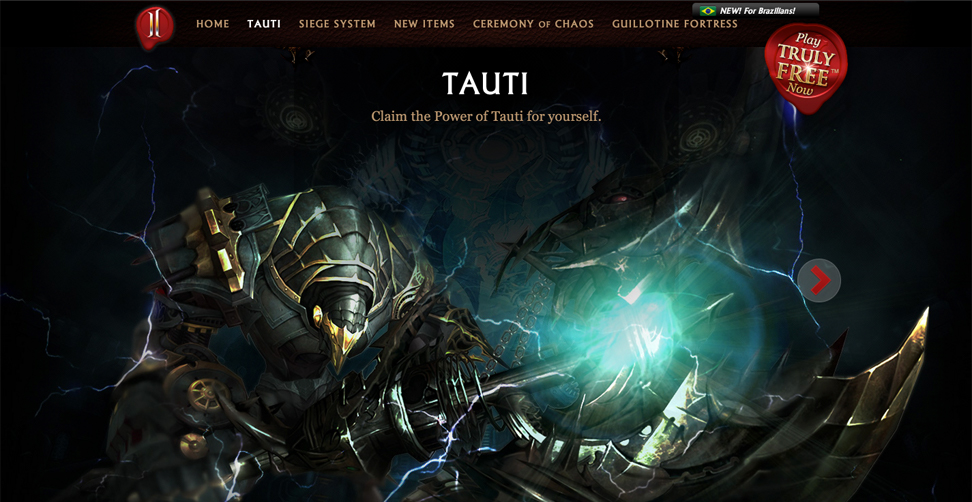 NEW! For Brazilians!
HOME TAUTI SIEGE SYSTEM NEW ITEMS CEREMONY OF CHAOS GUILLOTINE FORTRESS
II
Play
TRULY
FREE™
Now
TAUTI
Claim the Power of Tauti for yourself.